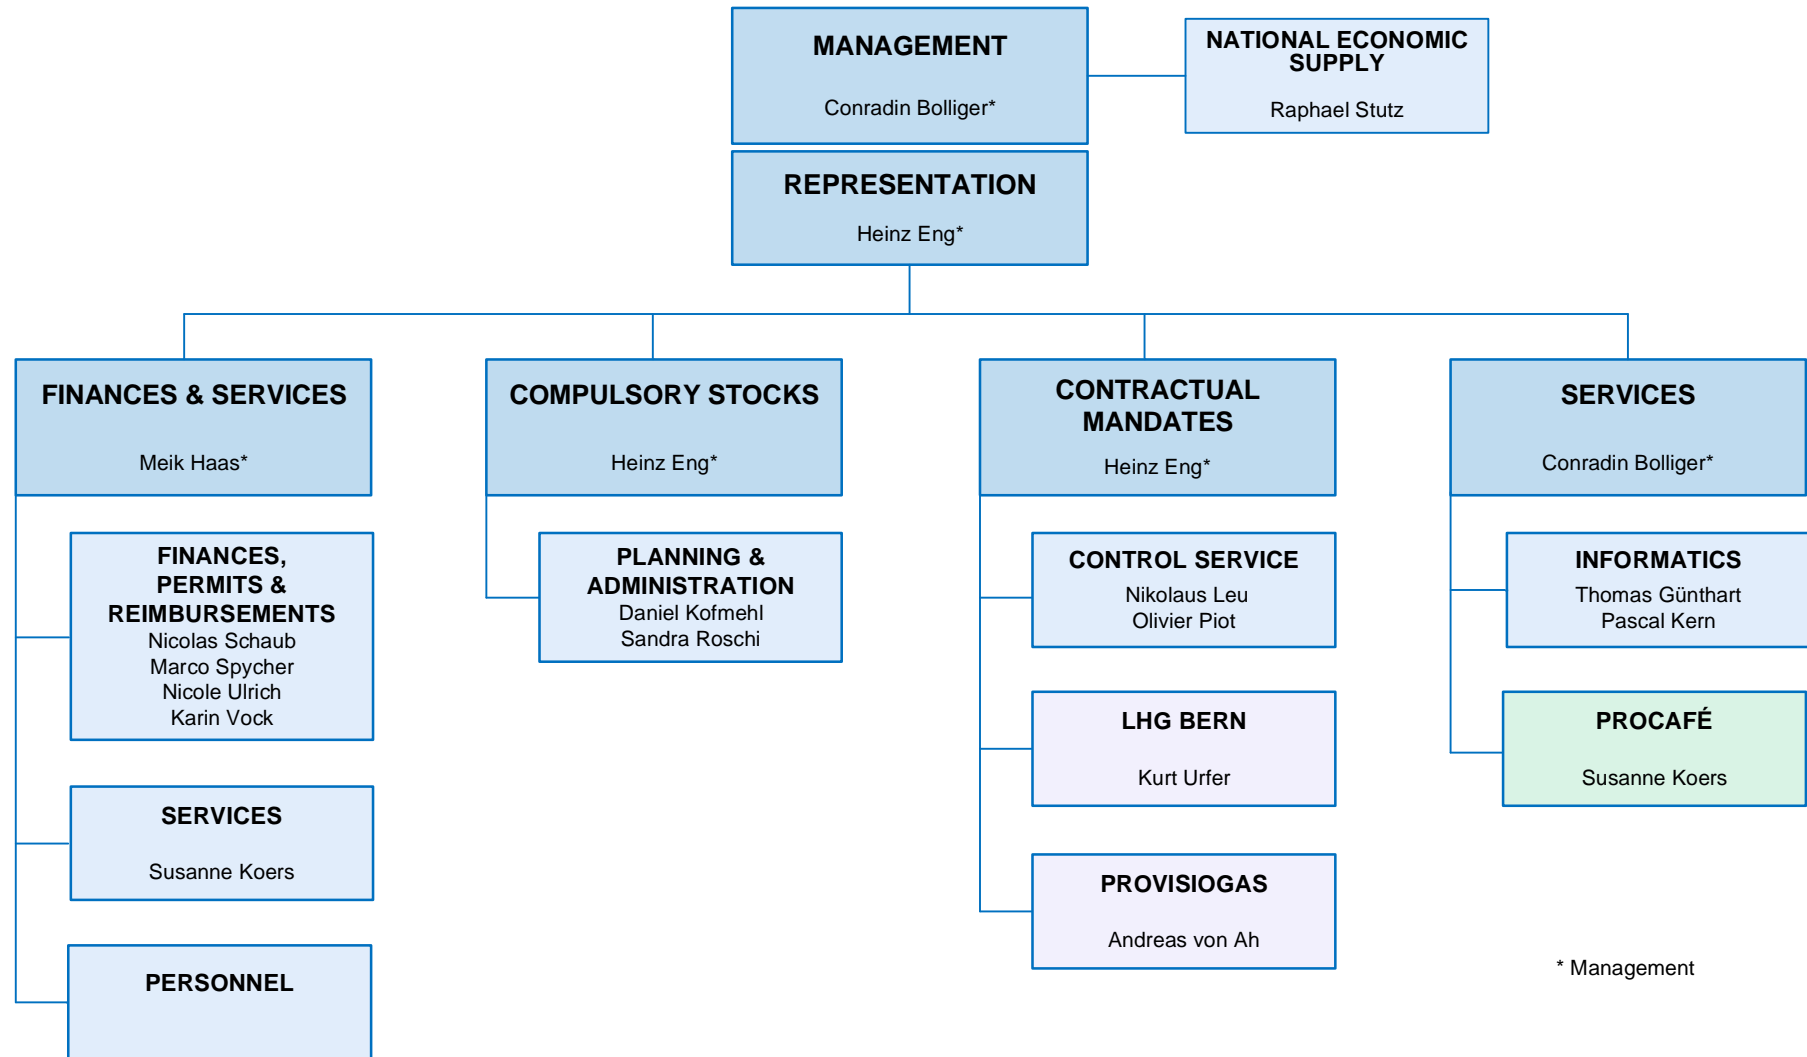 MANAGEMENT
Conradin Bolliger*
NATIONAL ECONOMIC
SUPPLY
Raphael Stutz
REPRESENTATION
Heinz Eng*
FINANCES & SERVICES
Meik Haas*
COMPULSORY STOCKS
Heinz Eng*
CONTRACTUAL
MANDATES
Heinz Eng*
SERVICES
Conradin Bolliger*
FINANCES,
PERMITS &
REIMBURSEMENTS
Nicolas Schaub
Marco Spycher
Nicole Ulrich
Karin Vock
PLANNING &
ADMINISTRATION
Daniel Kofmehl
Sandra Roschi
CONTROL SERVICE
Nikolaus Leu
Olivier Piot
INFORMATICS
Thomas Günthart
Pascal Kern
LHG BERN
Kurt Urfer
PROCAFÉ
Susanne Koers
SERVICES
Susanne Koers
PROVISIOGAS
Andreas von Ah
PERSONNEL
* Management